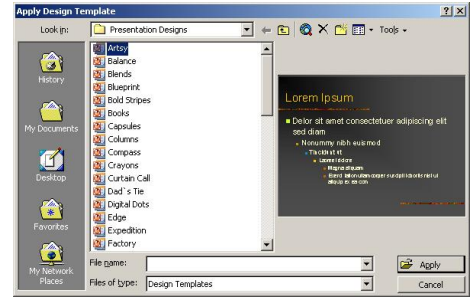 Apply Design Template
Look in:
Presentation Designs
Tools
History
My Documents
Desktop
Favorites
My Network Places
Artsy
Balance
Blends
Blueprint
Bold Stripes
Books
Capsules
Columns
Compass
Crayons
Curtain Call
Dad`s Tie
Digital Dots
Edge
Expedition
Factory
Lorem Ipsum
Delor sit amet consectetuer adipiscing elit
sed diam
Nonummy nibh euismod
File name:
Files of type:
Design Templates
Apply
Cancel